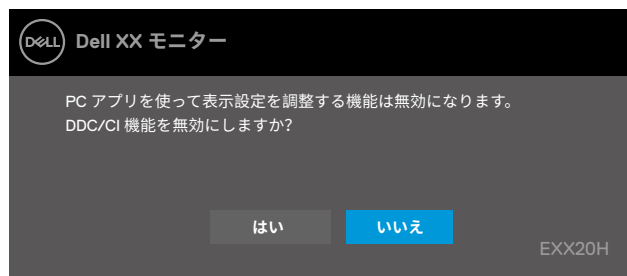 DELL Dell XX モニター
PC アプリを使って表示設定を調整する機能は無効になります。
DDC/CI 機能を無効にしますか?
はい いいえ
EXX20H